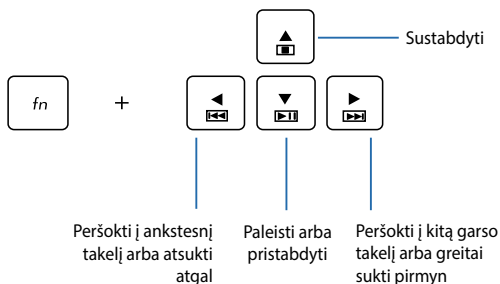 Sustabdyti
fn
+
Peršokti į ankstesnį
takelį arba atsukti
atgal
Paleisti arba
pristabdyti
Peršokti į kitą garso
takelį arba greitai
sukti pirmyn